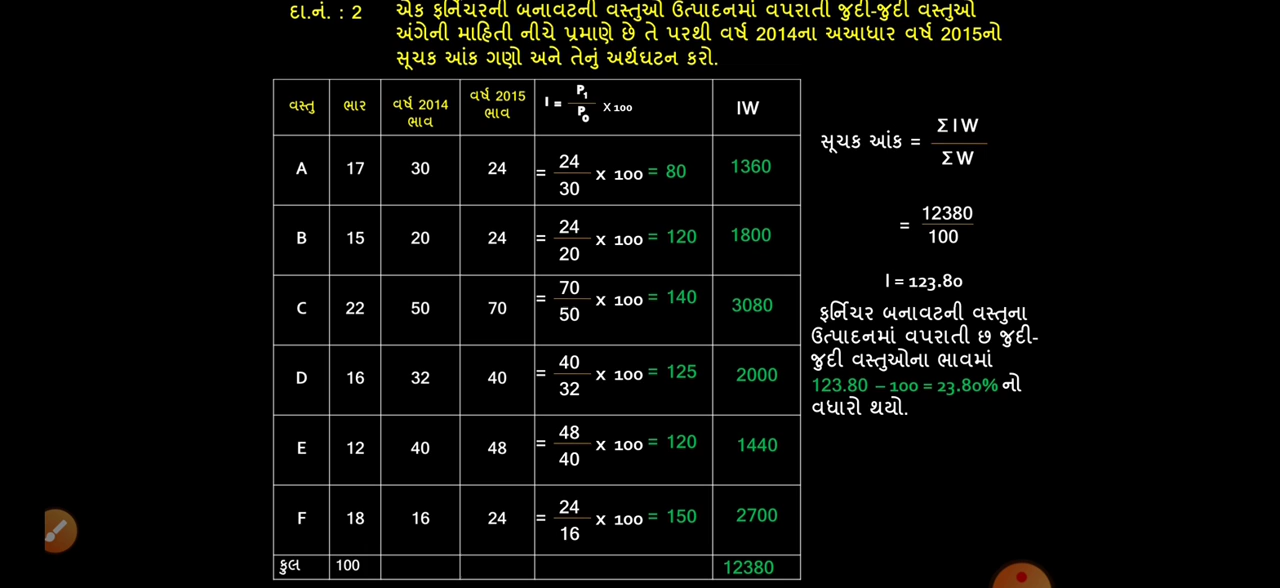 દા.નં. : 2 એક ફર્નિચરની બનાવટની વસ્તુઓ ઉત્પાદનમાં વપરાતી જુદી-જુદી વસ્તુઓ
અંગેની માહિતી નીચે પ્રમાણે છે તે પરથી વર્ષ 2014ના અઆધાર વર્ષ 2015નો
સૂચક આંક ગણો અને તેનું અર્થઘટન કરો.
વસ્તુ ભાર વર્ષ 2014 ભાવ વર્ષ 2015 ભાવ I = P₁/P₀ X 100 IW
A 17 30 24 = 24/30 X 100 = 80 1360
B 15 20 24 = 24/20 X 100 = 120 1800
C 22 50 70 = 70/50 X 100 = 140 3080
D 16 32 40 = 40/32 X 100 = 125 2000
E 12 40 48 = 48/40 X 100 = 120 1440
F 18 16 24 = 24/16 X 100 = 150 2700
કુલ 100 12380
સૂચક આંક = Σ IW / Σ W
= 12380/100
I = 123.80
ફર્નિચર બનાવટની વસ્તુના
ઉત્પાદનમાં વપરાતી છ જુદી-
જુદી વસ્તુઓના ભાવમાં
123.80 – 100 = 23.80% નો
વધારો થયો.